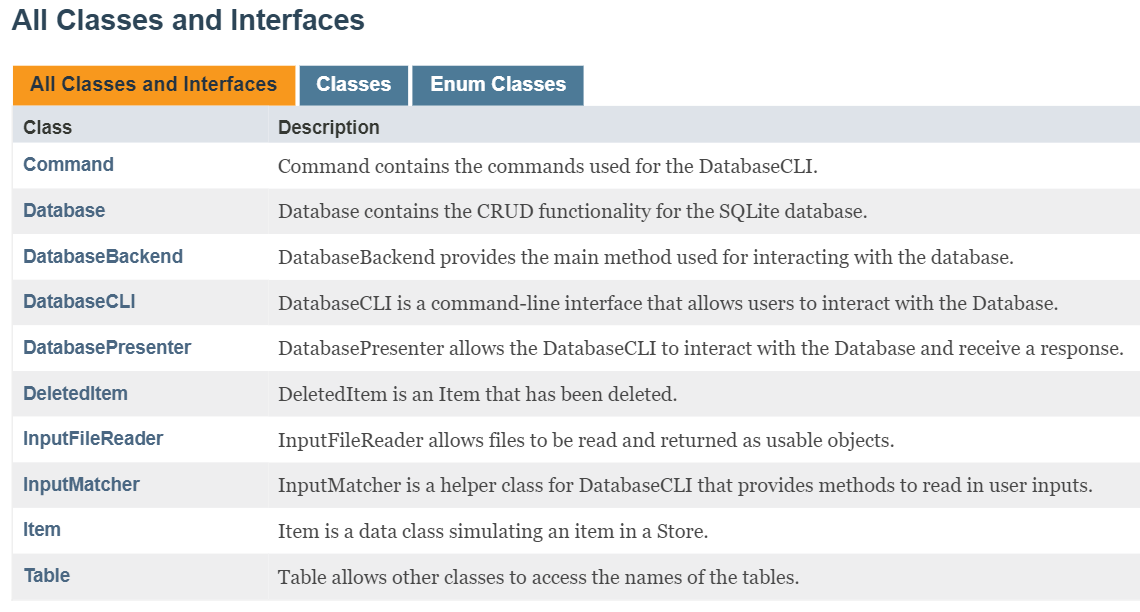 All Classes and Interfaces
All Classes and Interfaces Classes Enum Classes
Class Description
Command Command contains the commands used for the DatabaseCLI.
Database Database contains the CRUD functionality for the SQLite database.
DatabaseBackend DatabaseBackend provides the main method used for interacting with the database.
DatabaseCLI DatabaseCLI is a command-line interface that allows users to interact with the Database.
DatabasePresenter DatabasePresenter allows the DatabaseCLI to interact with the Database and receive a response.
DeletedItem DeletedItem is an Item that has been deleted.
InputFileReader InputFileReader allows files to be read and returned as usable objects.
InputMatcher InputMatcher is a helper class for DatabaseCLI that provides methods to read in user inputs.
Item Item is a data class simulating an item in a Store.
Table Table allows other classes to access the names of the tables.